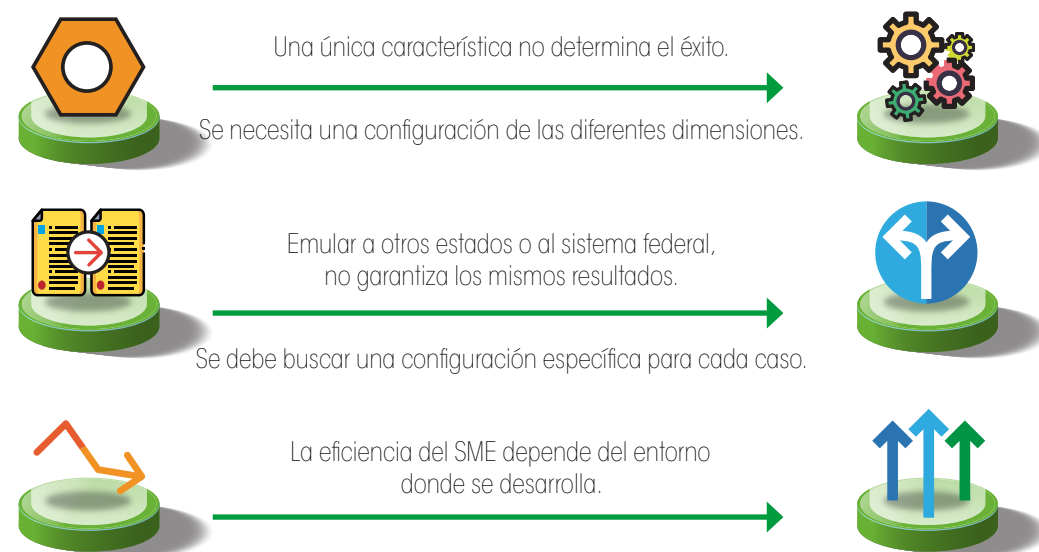 Una única característica no determina el éxito.
Se necesita una configuración de las diferentes dimensiones.
Emular a otros estados o al sistema federal,
no garantiza los mismos resultados.
Se debe buscar una configuración específica para cada caso.
La eficiencia del SME depende del entorno
donde se desarrolla.